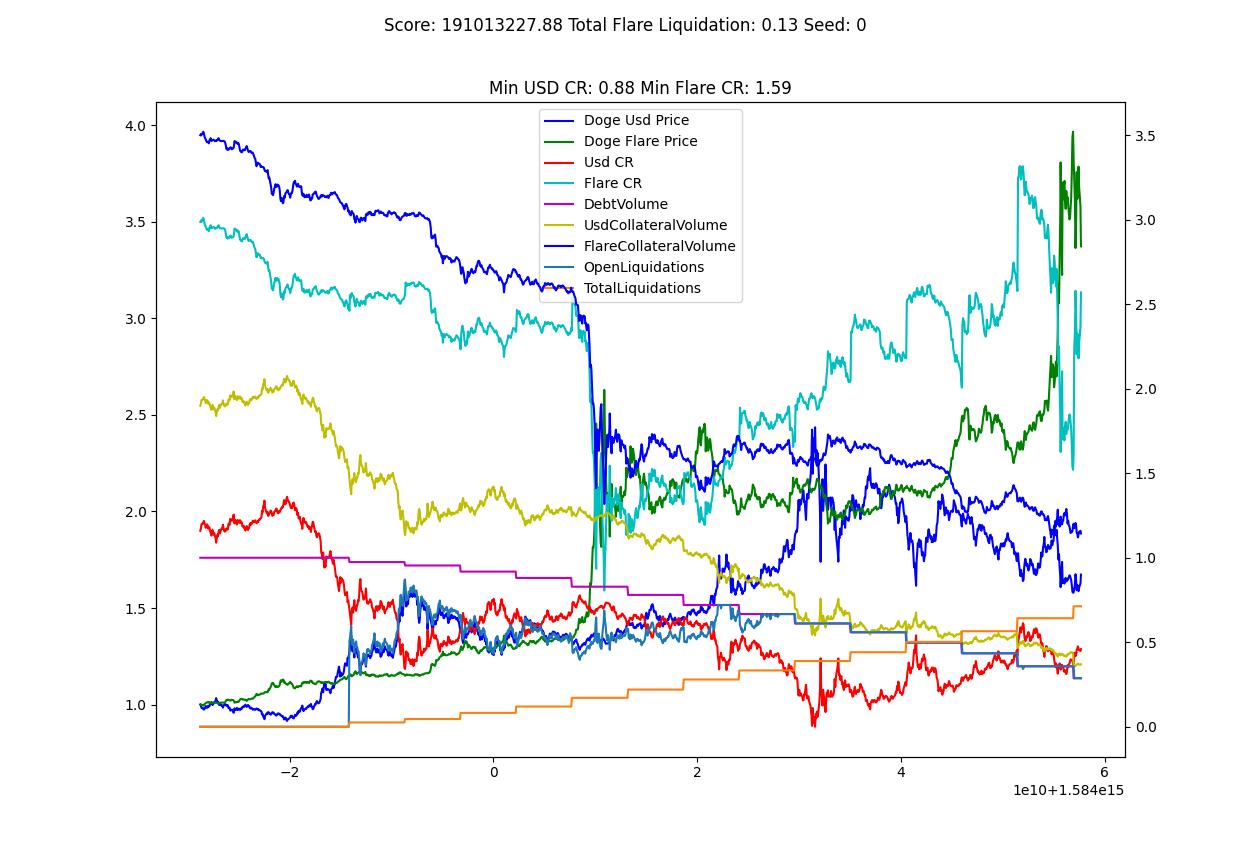 Score: 191013227.88 Total Flare Liquidation: 0.13 Seed: 0
Min USD CR: 0.88 Min Flare CR: 1.59
Doge Usd Price
Doge Flare Price
Usd CR
Flare CR
DebtVolume
UsdCollateralVolume
FlareCollateralVolume
OpenLiquidations
TotalLiquidations
4.0
3.5
3.0
2.5
2.0
1.5
1.0
3.5
3.0
2.5
2.0
1.5
1.0
0.5
0.0
−2 0 2 4 6
1e10+1.584e15